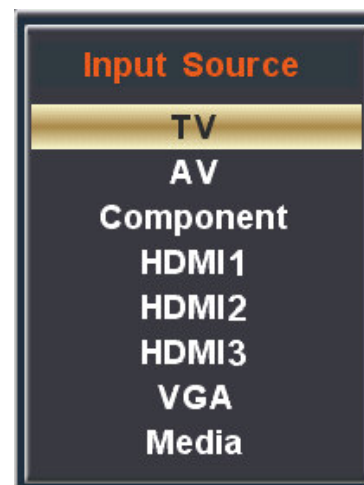 Input Source
TV
AV
Component
HDMI1
HDMI2
HDMI3
VGA
Media